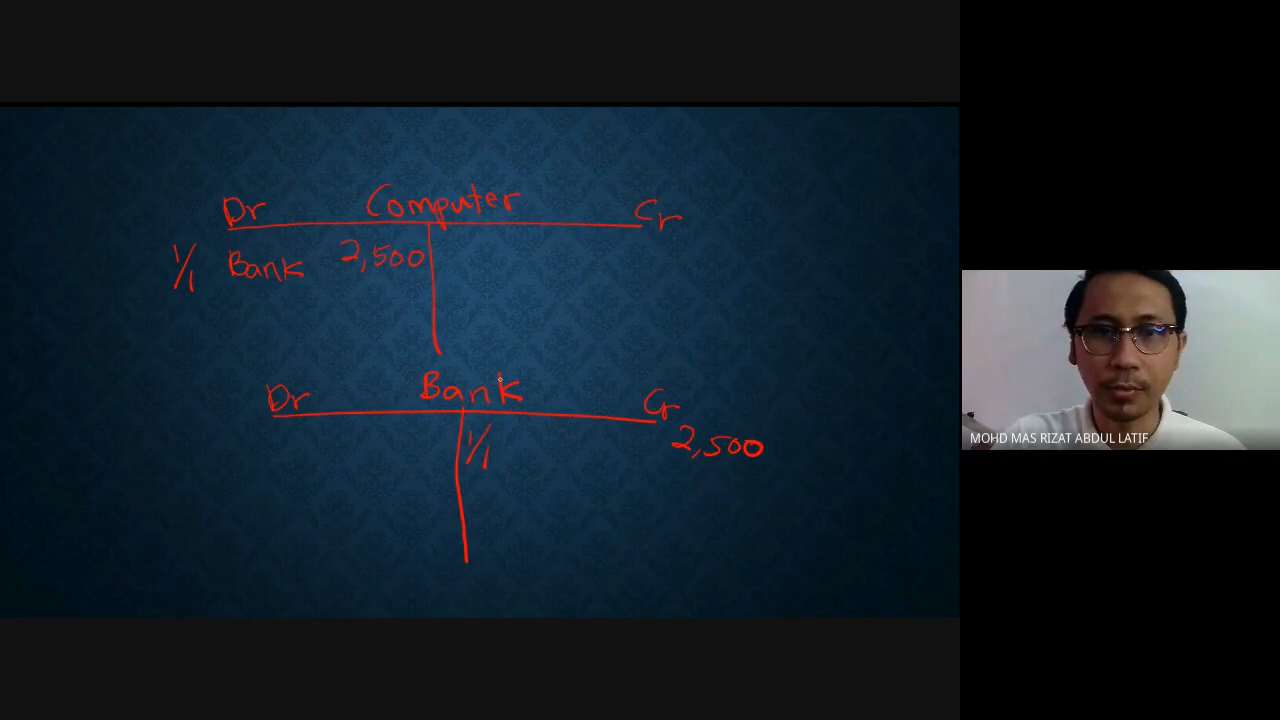 Dr Computer Cr
1/1 Bank 2,500
Dr Bank Cr
1/1 2,500
MOHD MAS RIZAT ABDUL LATIF